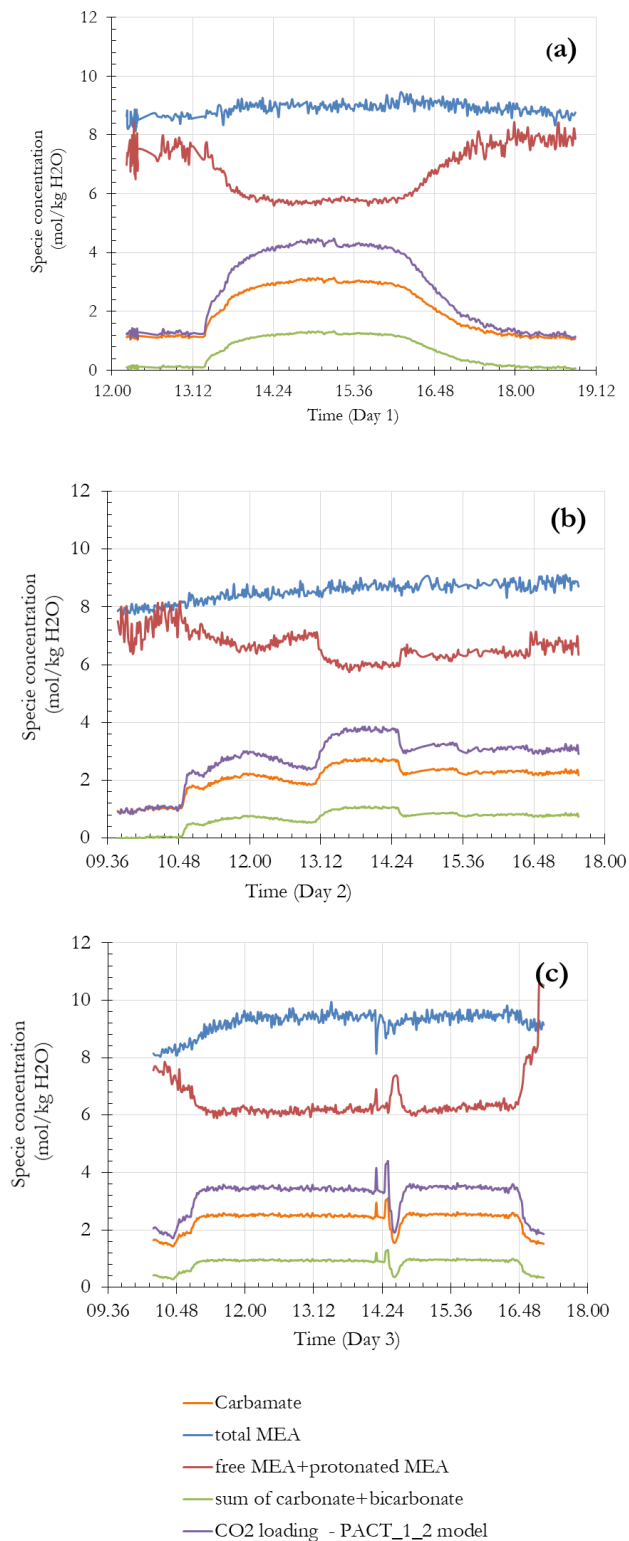 (a)
12
10
8
6
4
2
0
Specie concentration
(mol/kg H2O)
12.00 13.12 14.24 15.36 16.48 18.00 19.12
Time (Day 1)
(b)
12
10
8
6
4
2
0
Specie concentration
(mol/kg H2O)
09.36 10.48 12.00 13.12 14.24 15.36 16.48 18.00
Time (Day 2)
(c)
12
10
8
6
4
2
0
Specie concentration
(mol/kg H2O)
09.36 10.48 12.00 13.12 14.24 15.36 16.48 18.00
Time (Day 3)
Carbamate
total MEA
free MEA+protonated MEA
sum of carbonate+bicarbonate
CO2 loading - PACT_1_2 model